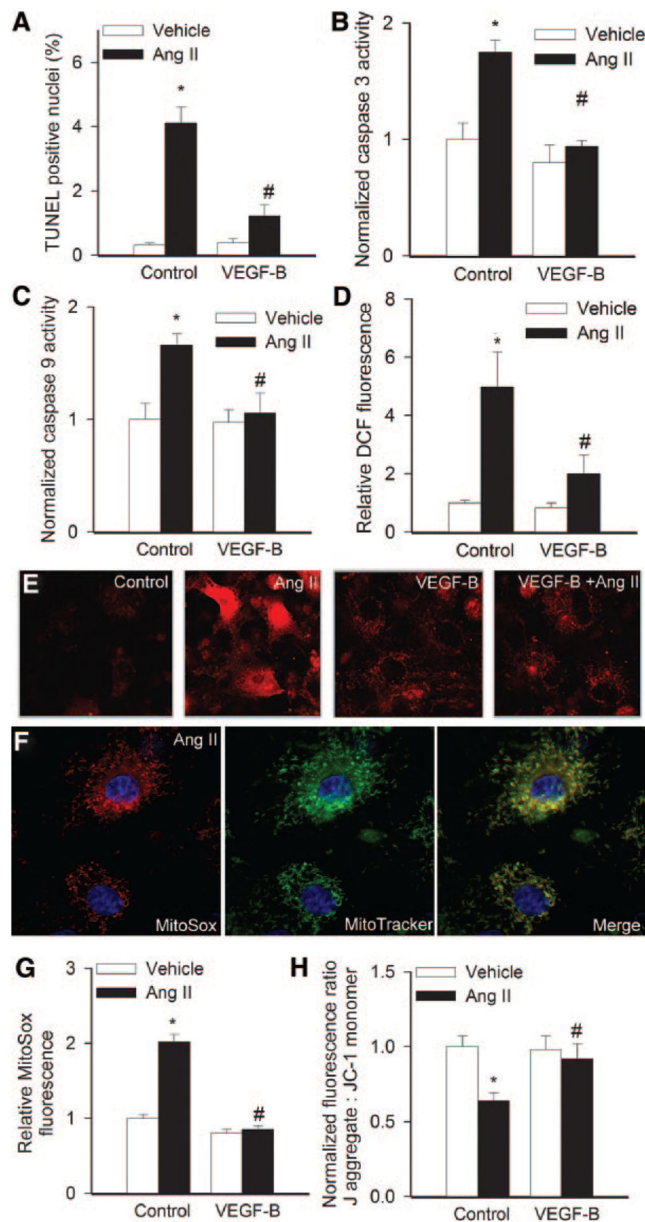 A
Vehicle
Ang II
TUNEL positive nuclei (%)
6
4
2
0
*
#
Control
VEGF-B
B
Vehicle
Ang II
Normalized caspase 3 activity
2
1
0
*
#
Control
VEGF-B
C
Vehicle
Ang II
Normalized caspase 9 activity
2
1
0
*
#
Control
VEGF-B
D
Vehicle
Ang II
Relative DCF fluorescence
8
6
4
2
0
*
#
Control
VEGF-B
E
Control
Ang II
VEGF-B
VEGF-B +Ang II
F
Ang II
MitoSox
MitoTracker
Merge
G
Vehicle
Ang II
Relative MitoSox
fluorescence
3
2
1
0
*
#
Control
VEGF-B
H
Vehicle
Ang II
Normalized fluorescence ratio
J aggregate : JC-1 monomer
1.5
1.0
0.5
0.0
*
#
Control
VEGF-B